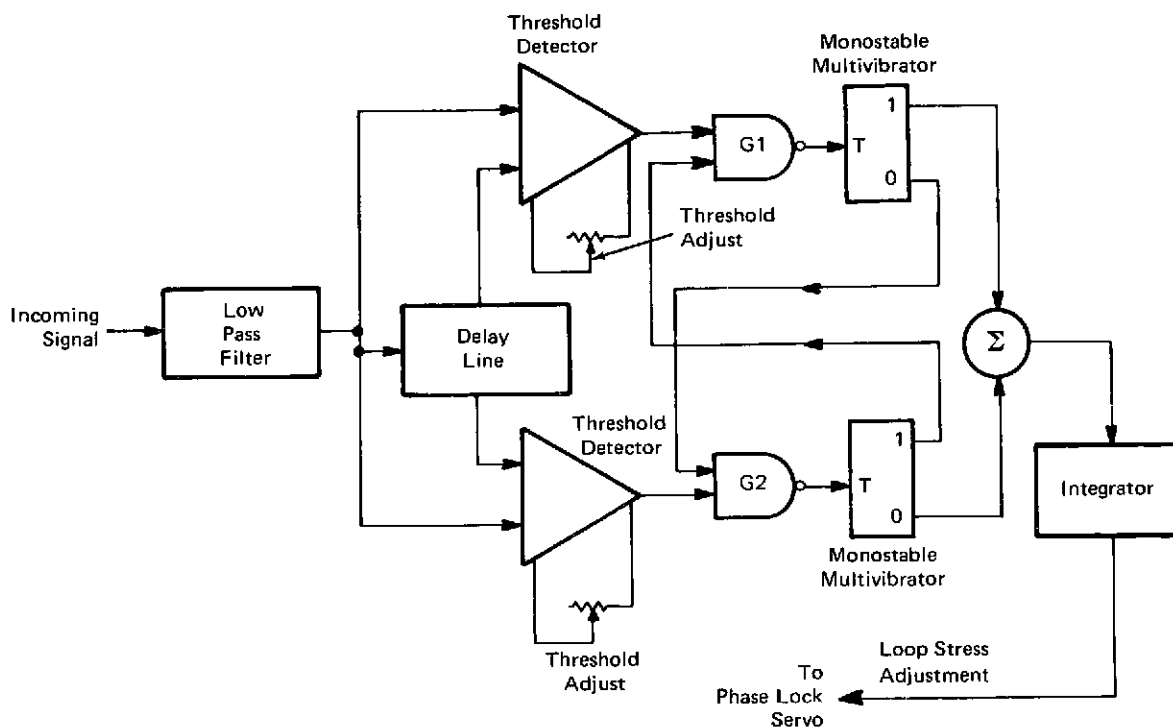 Threshold
Detector
Monostable
Multivibrator
1
G1
T
0
Threshold
Adjust
Incoming
Signal
Low
Pass
Filter
Delay
Line
Σ
Threshold
Detector
1
G2
T
0
Integrator
Monostable
Multivibrator
Threshold
Adjust
Loop Stress
Adjustment
To
Phase Lock
Servo